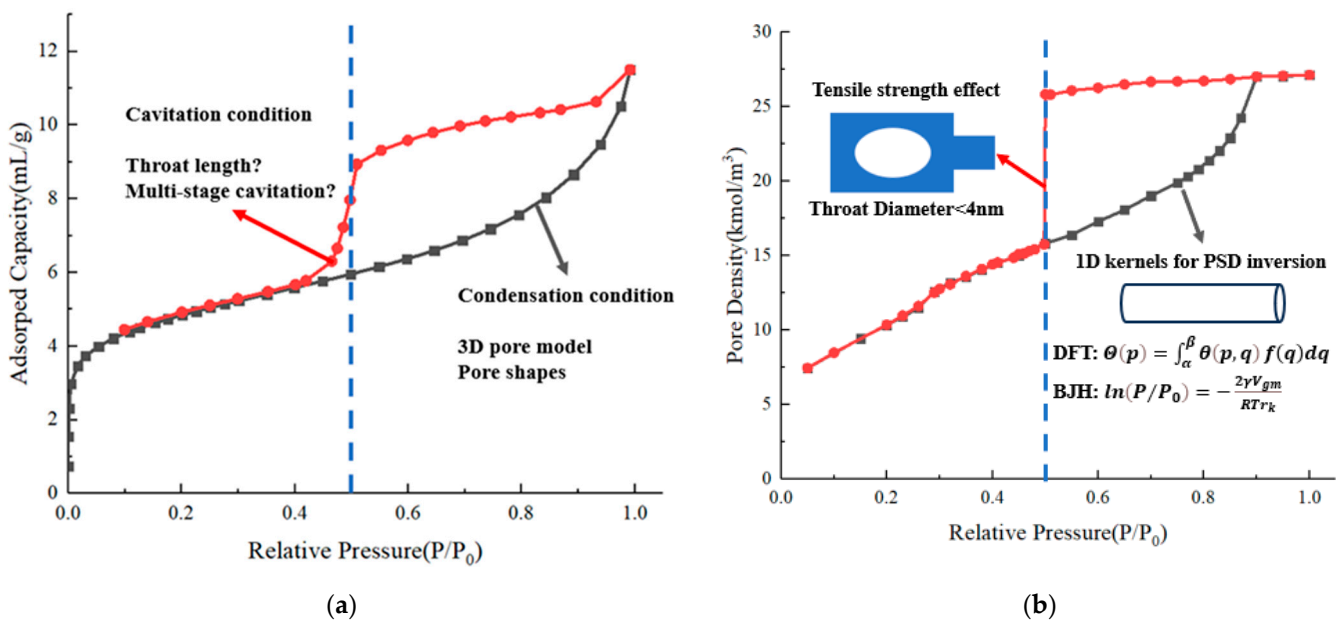 Adsorped Capacity(mL/g)
12
10
8
6
4
2
0
0.0 0.2 0.4 0.6 0.8 1.0
Relative Pressure(P/P₀)
Cavitation condition
Throat length?
Multi-stage cavitation?
Condensation condition
3D pore model
Pore shapes
(a)
Pore Density(kmol/m³)
30
25
20
15
10
5
0
0.0 0.2 0.4 0.6 0.8 1.0
Relative Pressure(P/P₀)
Tensile strength effect
Throat Diameter<4nm
1D kernels for PSD inversion
DFT: Θ(p) = ∫_α^β θ(p, q) f(q)dq
BJH: ln(P/P₀) = −2γV_gm/RTr_k
(b)